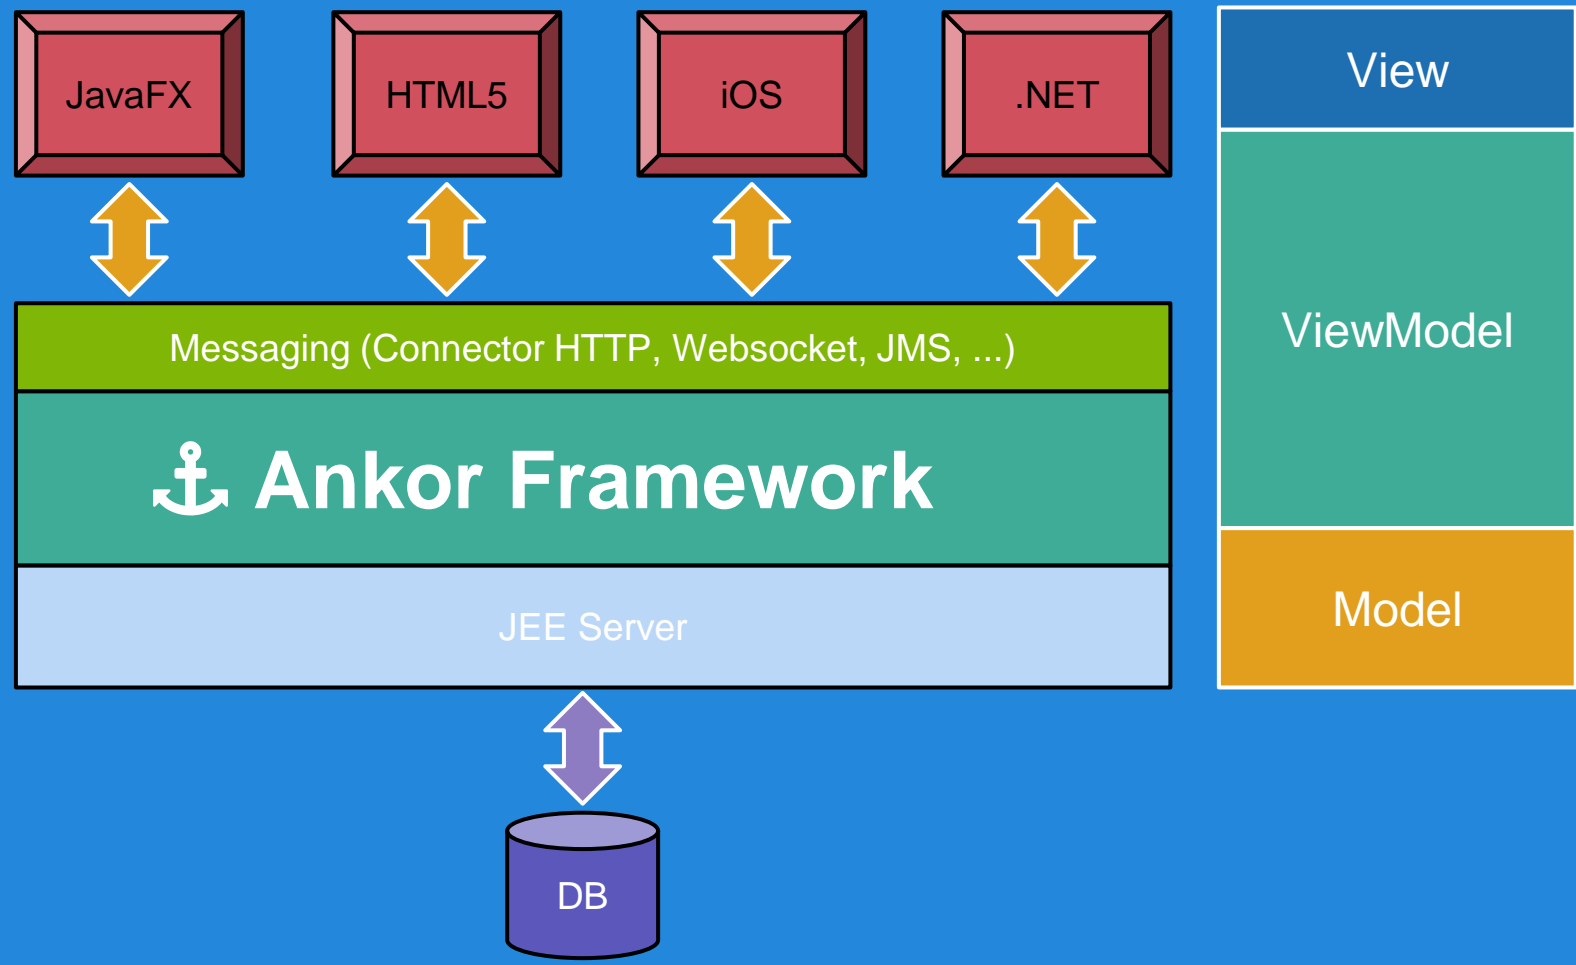 JavaFX
HTML5
iOS
.NET
View
Messaging (Connector HTTP, Websocket, JMS, ...)
Ankor Framework
ViewModel
JEE Server
Model
DB